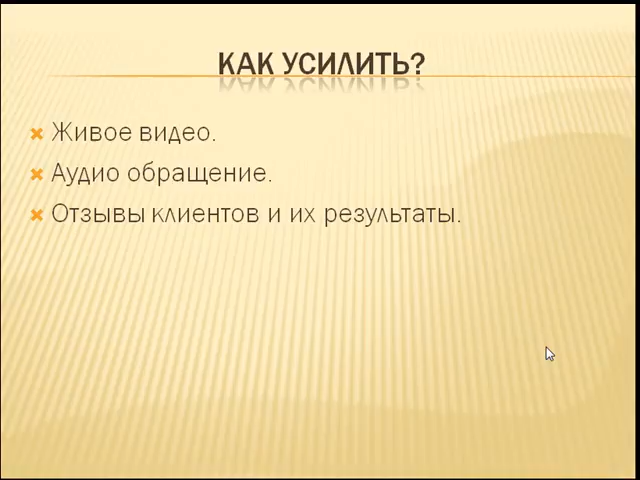 КАК УСИЛИТЬ?
Живое видео.
Аудио обращение.
Отзывы клиентов и их результаты.